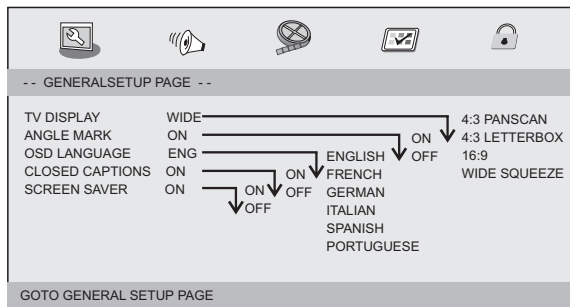 - - GENERALSETUP PAGE - -
TV DISPLAY WIDE 4:3 PANSCAN
ANGLE MARK ON ON 4:3 LETTERBOX
OSD LANGUAGE ENG ENGLISH OFF 16:9
CLOSED CAPTIONS ON ON FRENCH WIDE SQUEEZE
SCREEN SAVER ON ON OFF GERMAN
OFF ITALIAN
SPANISH
PORTUGUESE
GOTO GENERAL SETUP PAGE